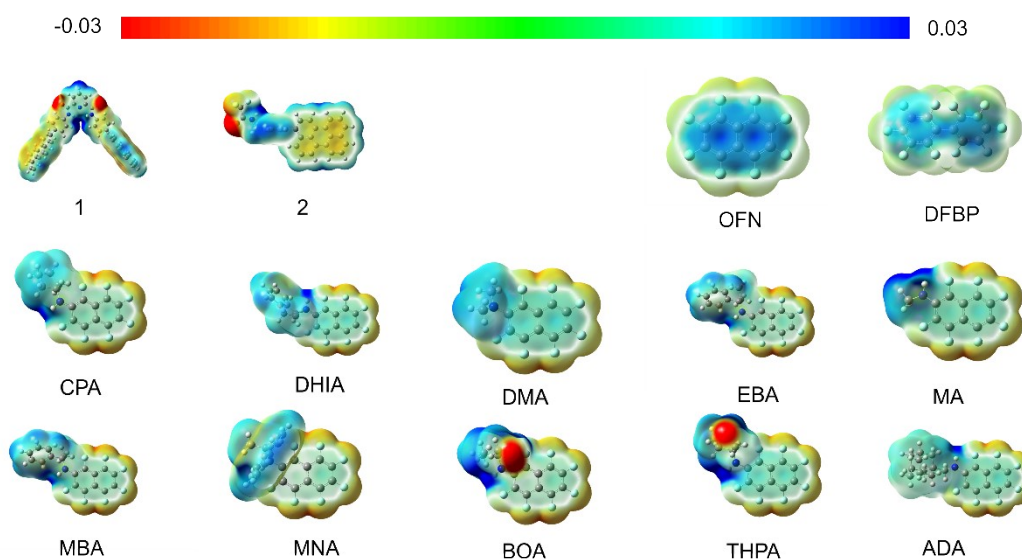 -0.03 0.03
1 2 OFN DFBP
CPA DHIA DMA EBA MA
MBA MNA BOA THPA ADA